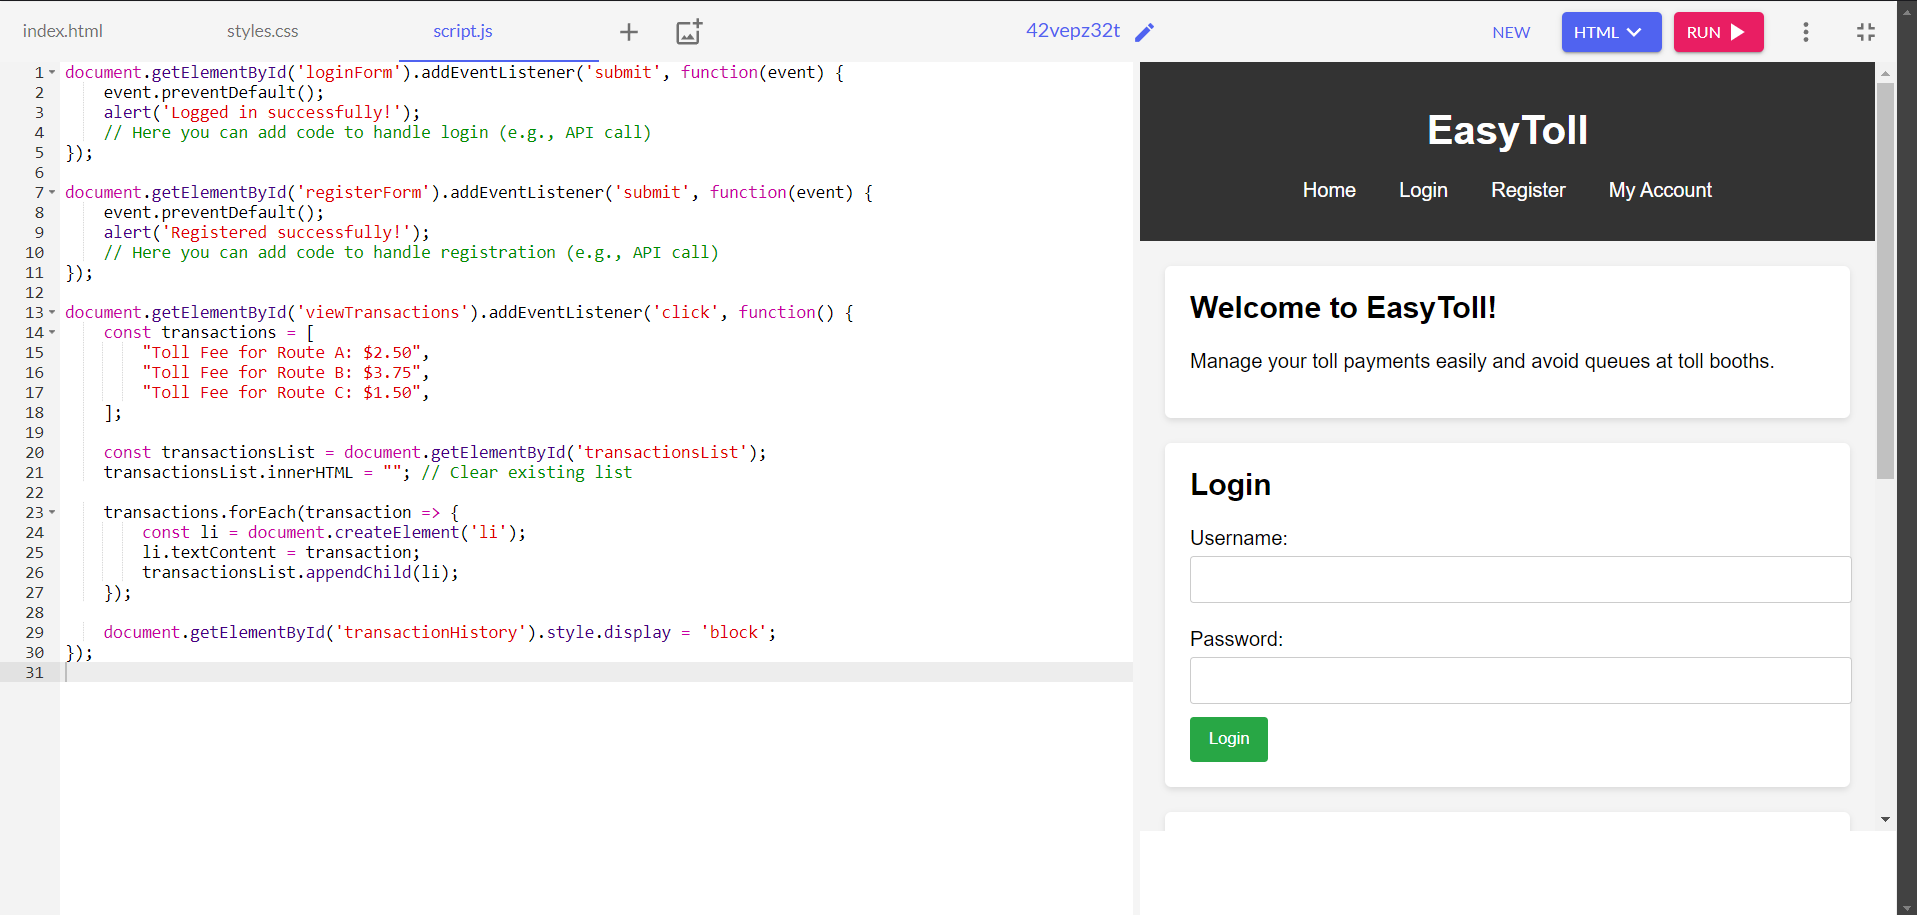 index.html
styles.css
script.js
42vepz32t
NEW
HTML
RUN
1 document.getElementById('loginForm').addEventListener('submit', function(event) {
2     event.preventDefault();
3     alert('Logged in successfully!');
4     // Here you can add code to handle login (e.g., API call)
5 });
6
7 document.getElementById('registerForm').addEventListener('submit', function(event) {
8     event.preventDefault();
9     alert('Registered successfully!');
10     // Here you can add code to handle registration (e.g., API call)
11 });
12
13 document.getElementById('viewTransactions').addEventListener('click', function() {
14     const transactions = [
15         "Toll Fee for Route A: $2.50",
16         "Toll Fee for Route B: $3.75",
17         "Toll Fee for Route C: $1.50",
18     ];
19
20     const transactionsList = document.getElementById('transactionsList');
21     transactionsList.innerHTML = ""; // Clear existing list
22
23     transactions.forEach(transaction => {
24         const li = document.createElement('li');
25         li.textContent = transaction;
26         transactionsList.appendChild(li);
27     });
28
29     document.getElementById('transactionHistory').style.display = 'block';
30 });
31
EasyToll
Home Login Register My Account
Welcome to EasyToll!
Manage your toll payments easily and avoid queues at toll booths.
Login
Username:
Password:
Login